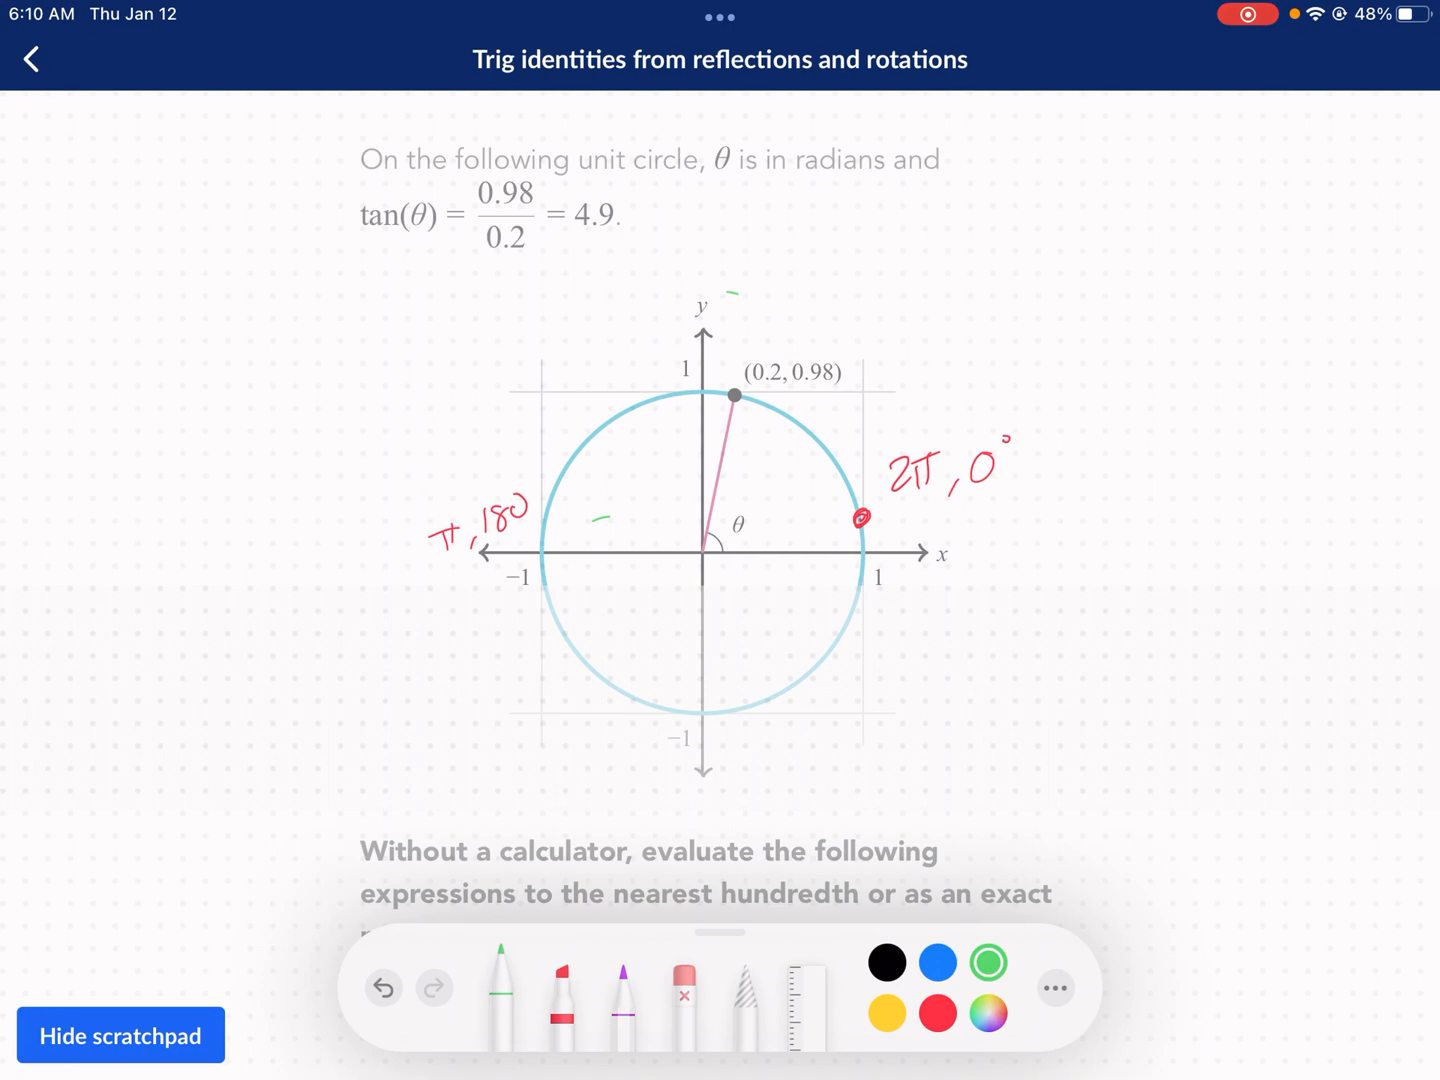 6:10 AM Thu Jan 12
48%
Trig identities from reflections and rotations
On the following unit circle, θ is in radians and
tan(θ) = 0.98/0.2 = 4.9.
y
1
(0.2, 0.98)
2π, 0°
π, 180
θ
x
−1
1
−1
Without a calculator, evaluate the following
expressions to the nearest hundredth or as an exact
Hide scratchpad